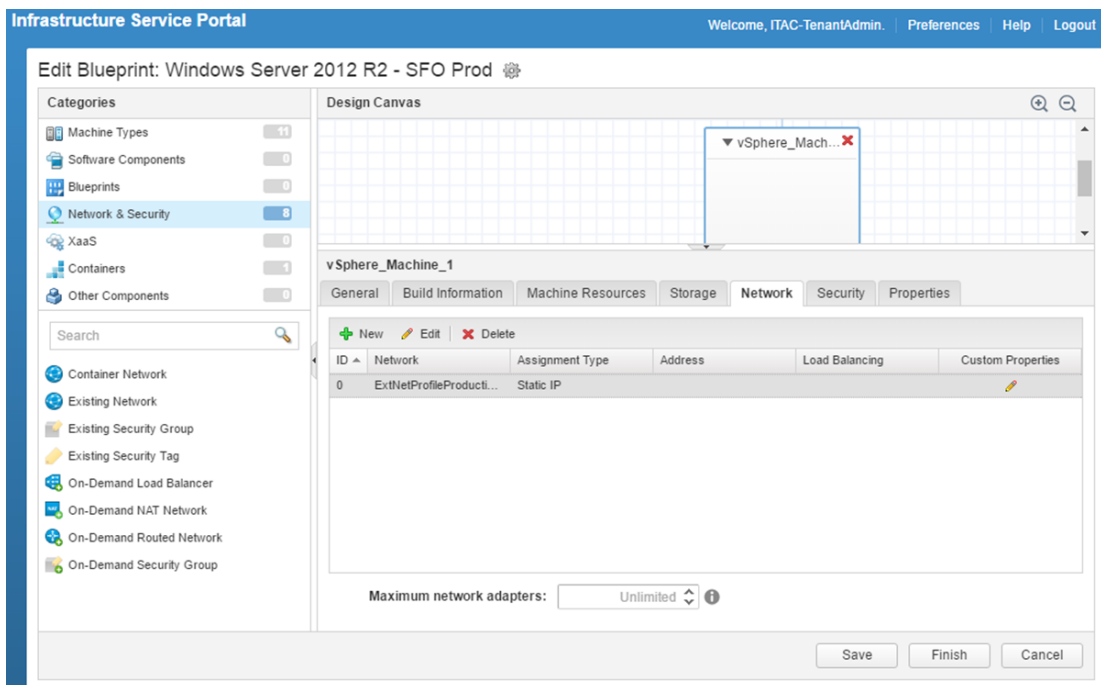 Infrastructure Service Portal
Welcome, ITAC-TenantAdmin. Preferences Help Logout
Edit Blueprint: Windows Server 2012 R2 - SFO Prod
Categories
Machine Types 11
Software Components 0
Blueprints 0
Network & Security 8
XaaS 0
Containers 1
Other Components 0
Search
Container Network
Existing Network
Existing Security Group
Existing Security Tag
On-Demand Load Balancer
On-Demand NAT Network
On-Demand Routed Network
On-Demand Security Group
Design Canvas
vSphere_Mach...
vSphere_Machine_1
General Build Information Machine Resources Storage Network Security Properties
New Edit Delete
ID Network Assignment Type Address Load Balancing Custom Properties
0 ExtNetProfileProducti... Static IP
Maximum network adapters: Unlimited
Save Finish Cancel